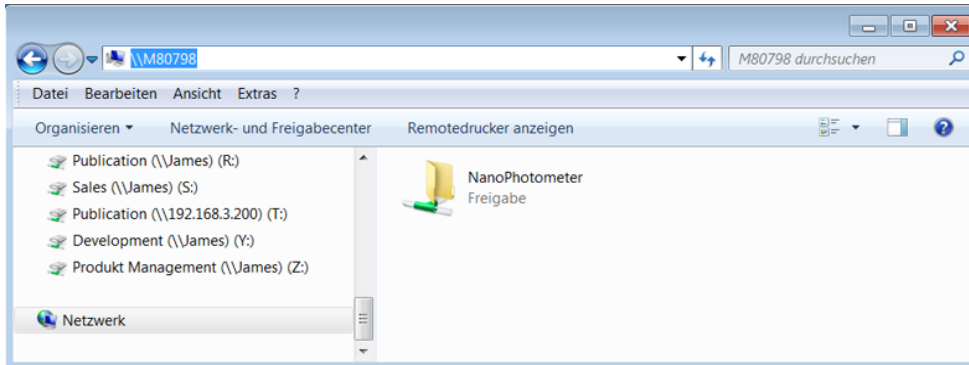 \\M80798
M80798 durchsuchen
Datei Bearbeiten Ansicht Extras ?
Organisieren Netzwerk- und Freigabecenter Remotedrucker anzeigen
Publication (\\James) (R:)
Sales (\\James) (S:)
Publication (\\192.168.3.200) (T:)
Development (\\James) (Y:)
Produkt Management (\\James) (Z:)
Netzwerk
NanoPhotometer
Freigabe